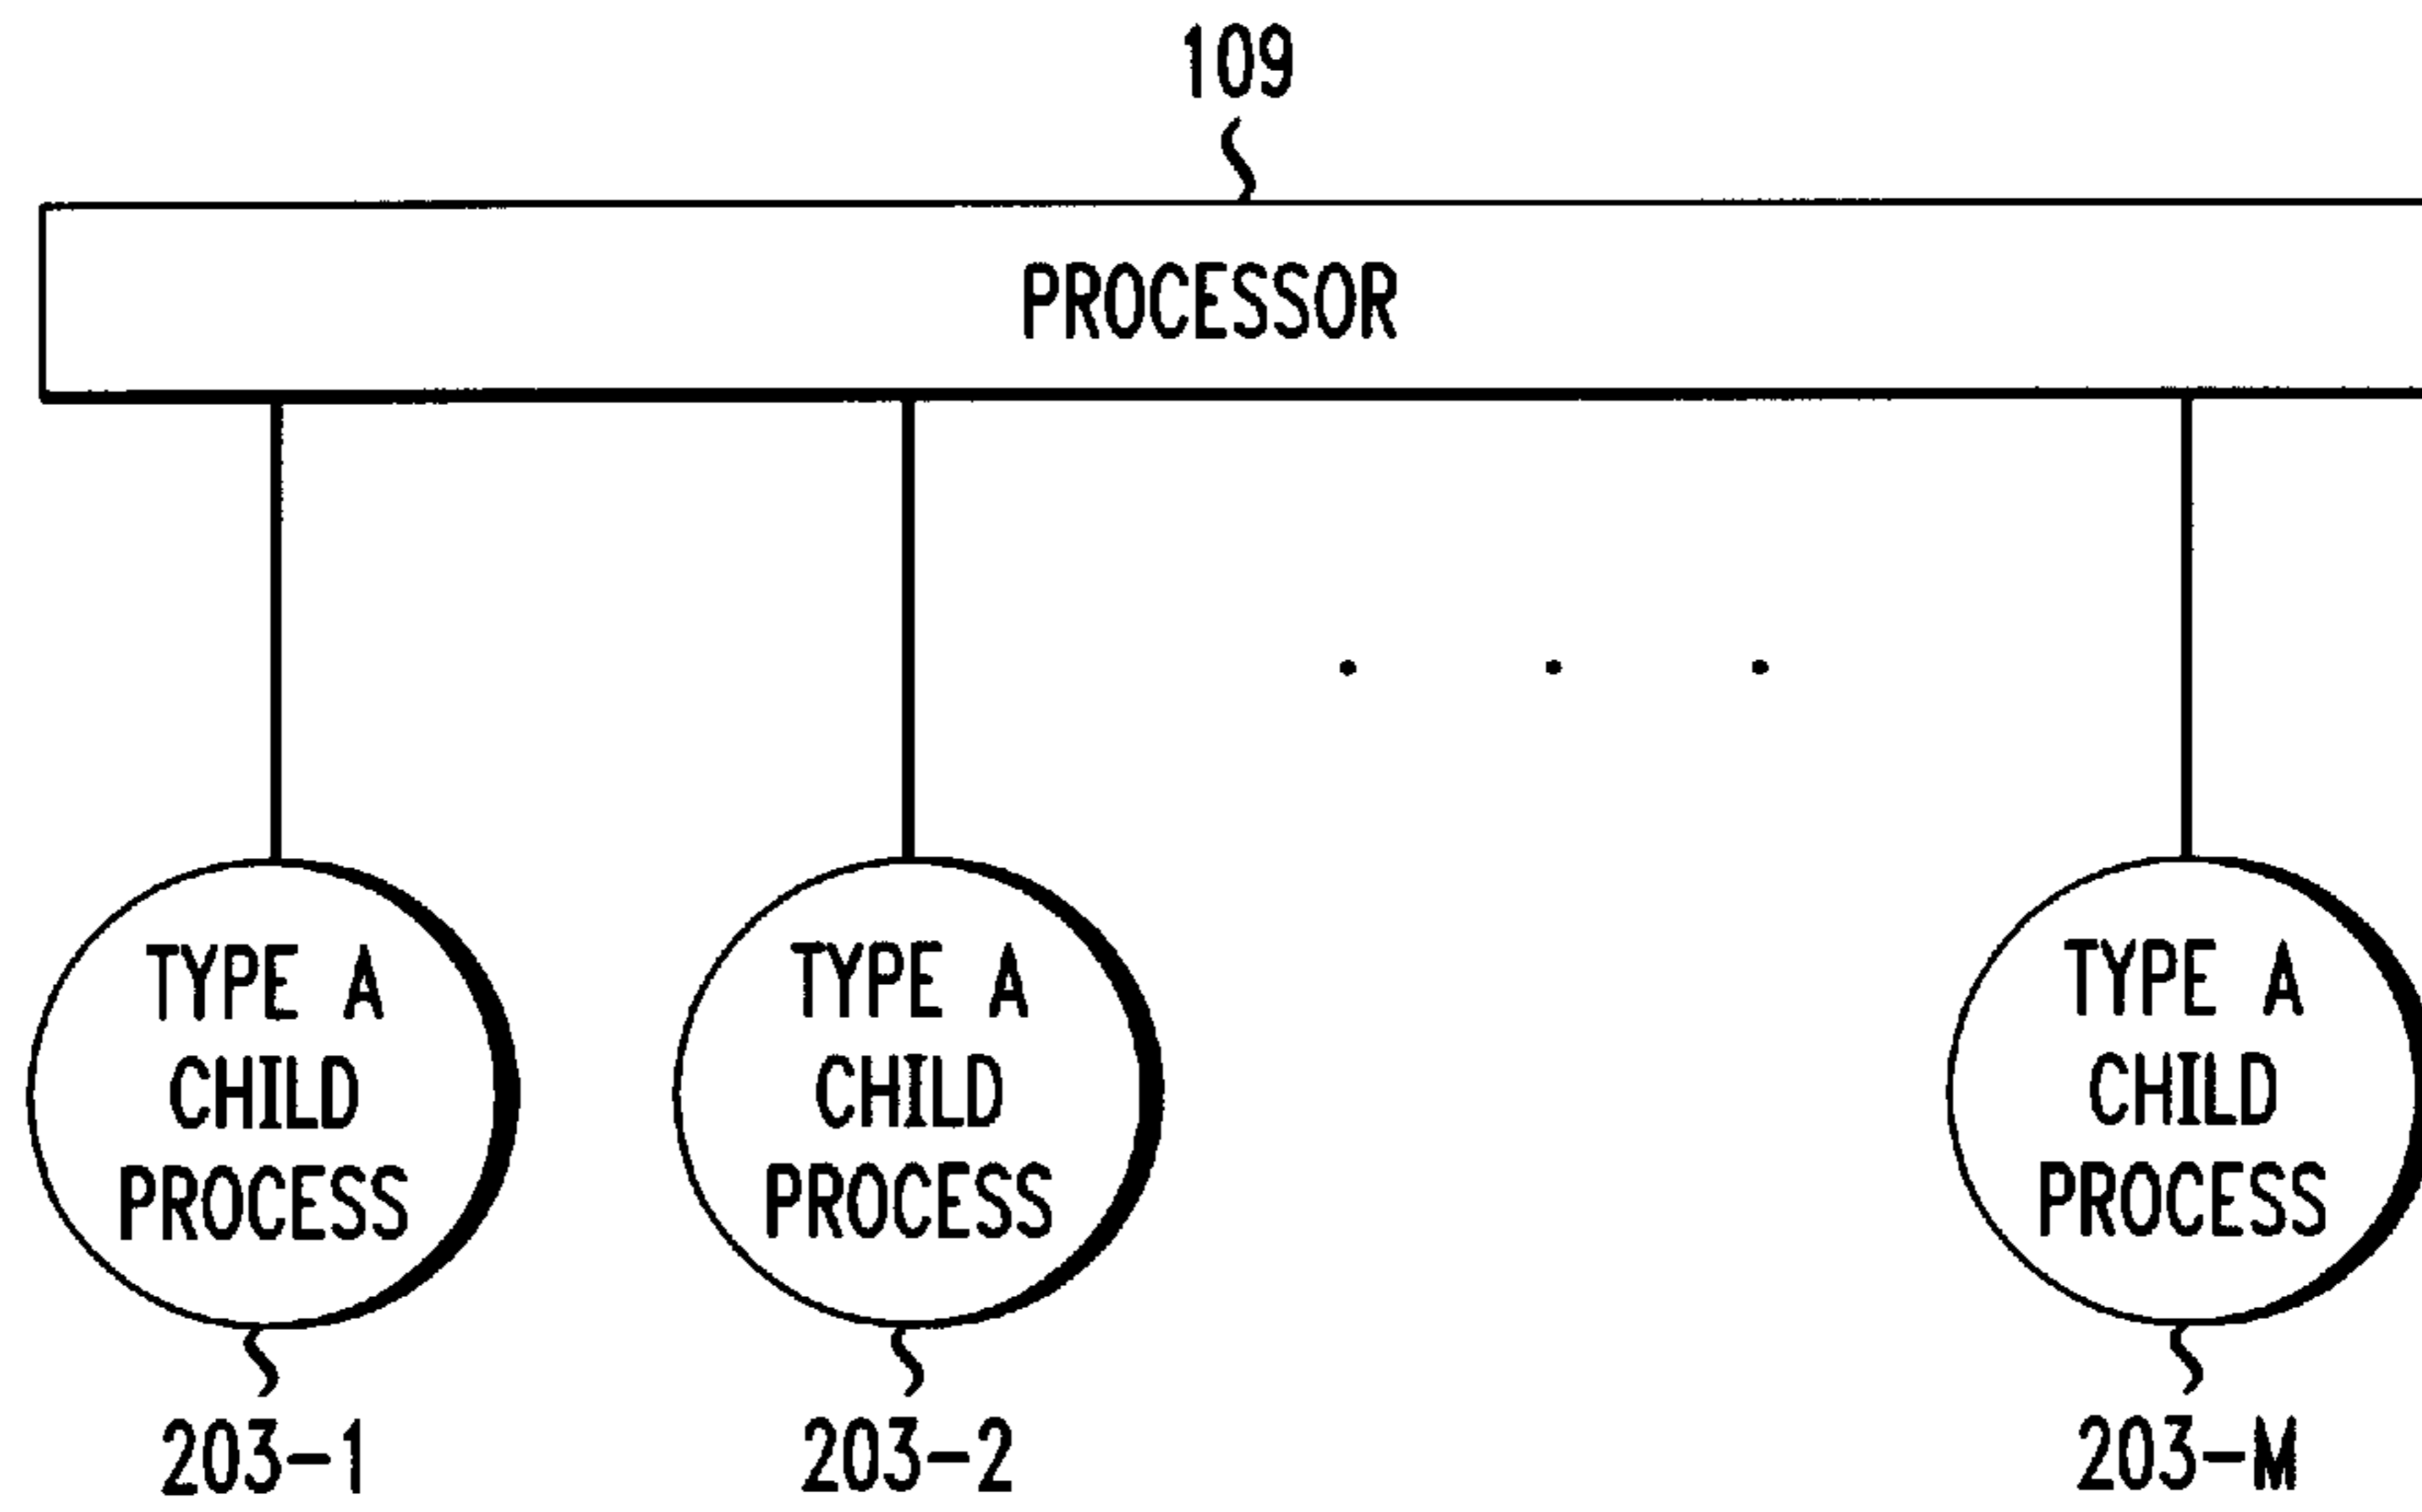 109
PROCESSOR
TYPE A
CHILD
PROCESS
TYPE A
CHILD
PROCESS
TYPE A
CHILD
PROCESS
203-1
203-2
203-M